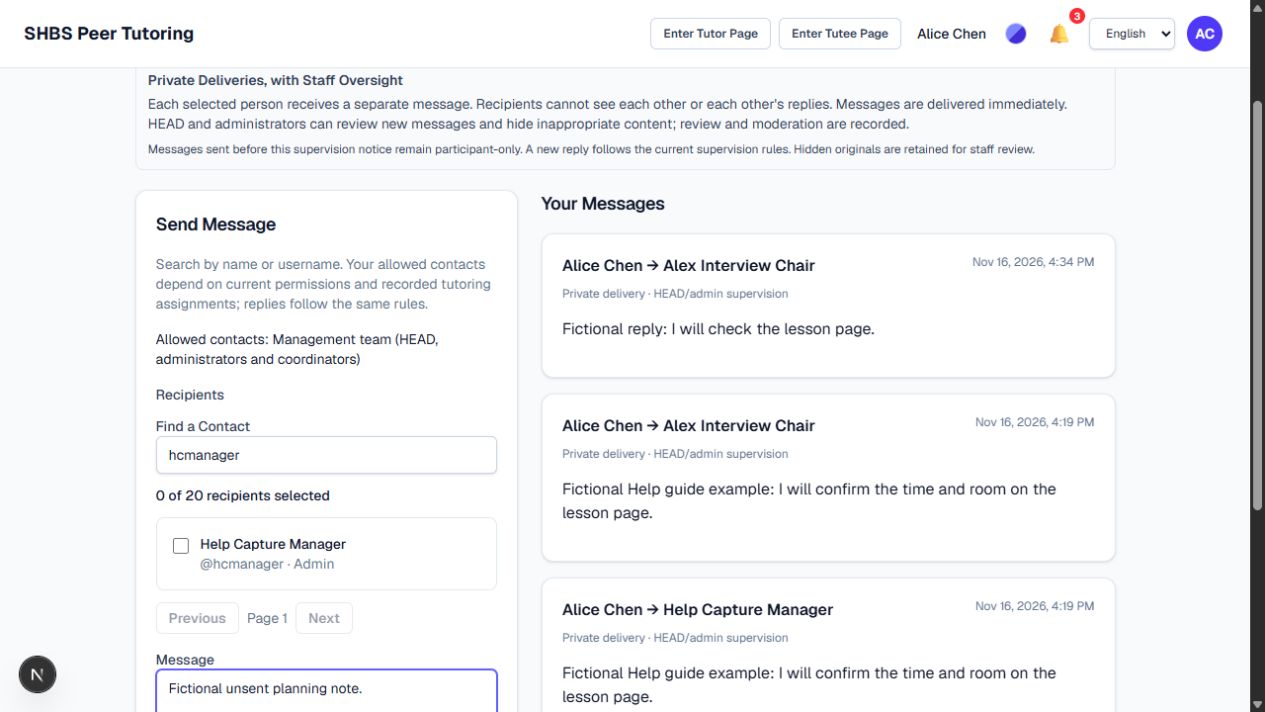 SHBS Peer Tutoring
Enter Tutor Page
Enter Tutee Page
Alice Chen
3
English
AC
Private Deliveries, with Staff Oversight
Each selected person receives a separate message. Recipients cannot see each other or each other's replies. Messages are delivered immediately.
HEAD and administrators can review new messages and hide inappropriate content; review and moderation are recorded.
Messages sent before this supervision notice remain participant-only. A new reply follows the current supervision rules. Hidden originals are retained for staff review.
Send Message
Search by name or username. Your allowed contacts
depend on current permissions and recorded tutoring
assignments; replies follow the same rules.
Allowed contacts: Management team (HEAD,
administrators and coordinators)
Recipients
Find a Contact
hcmanager
0 of 20 recipients selected
Help Capture Manager
@hcmanager · Admin
Previous
Page 1
Next
Message
Fictional unsent planning note.
N
Your Messages
Alice Chen → Alex Interview Chair
Nov 16, 2026, 4:34 PM
Private delivery · HEAD/admin supervision
Fictional reply: I will check the lesson page.
Alice Chen → Alex Interview Chair
Nov 16, 2026, 4:19 PM
Private delivery · HEAD/admin supervision
Fictional Help guide example: I will confirm the time and room on the
lesson page.
Alice Chen → Help Capture Manager
Nov 16, 2026, 4:19 PM
Private delivery · HEAD/admin supervision
Fictional Help guide example: I will confirm the time and room on the
lesson page.